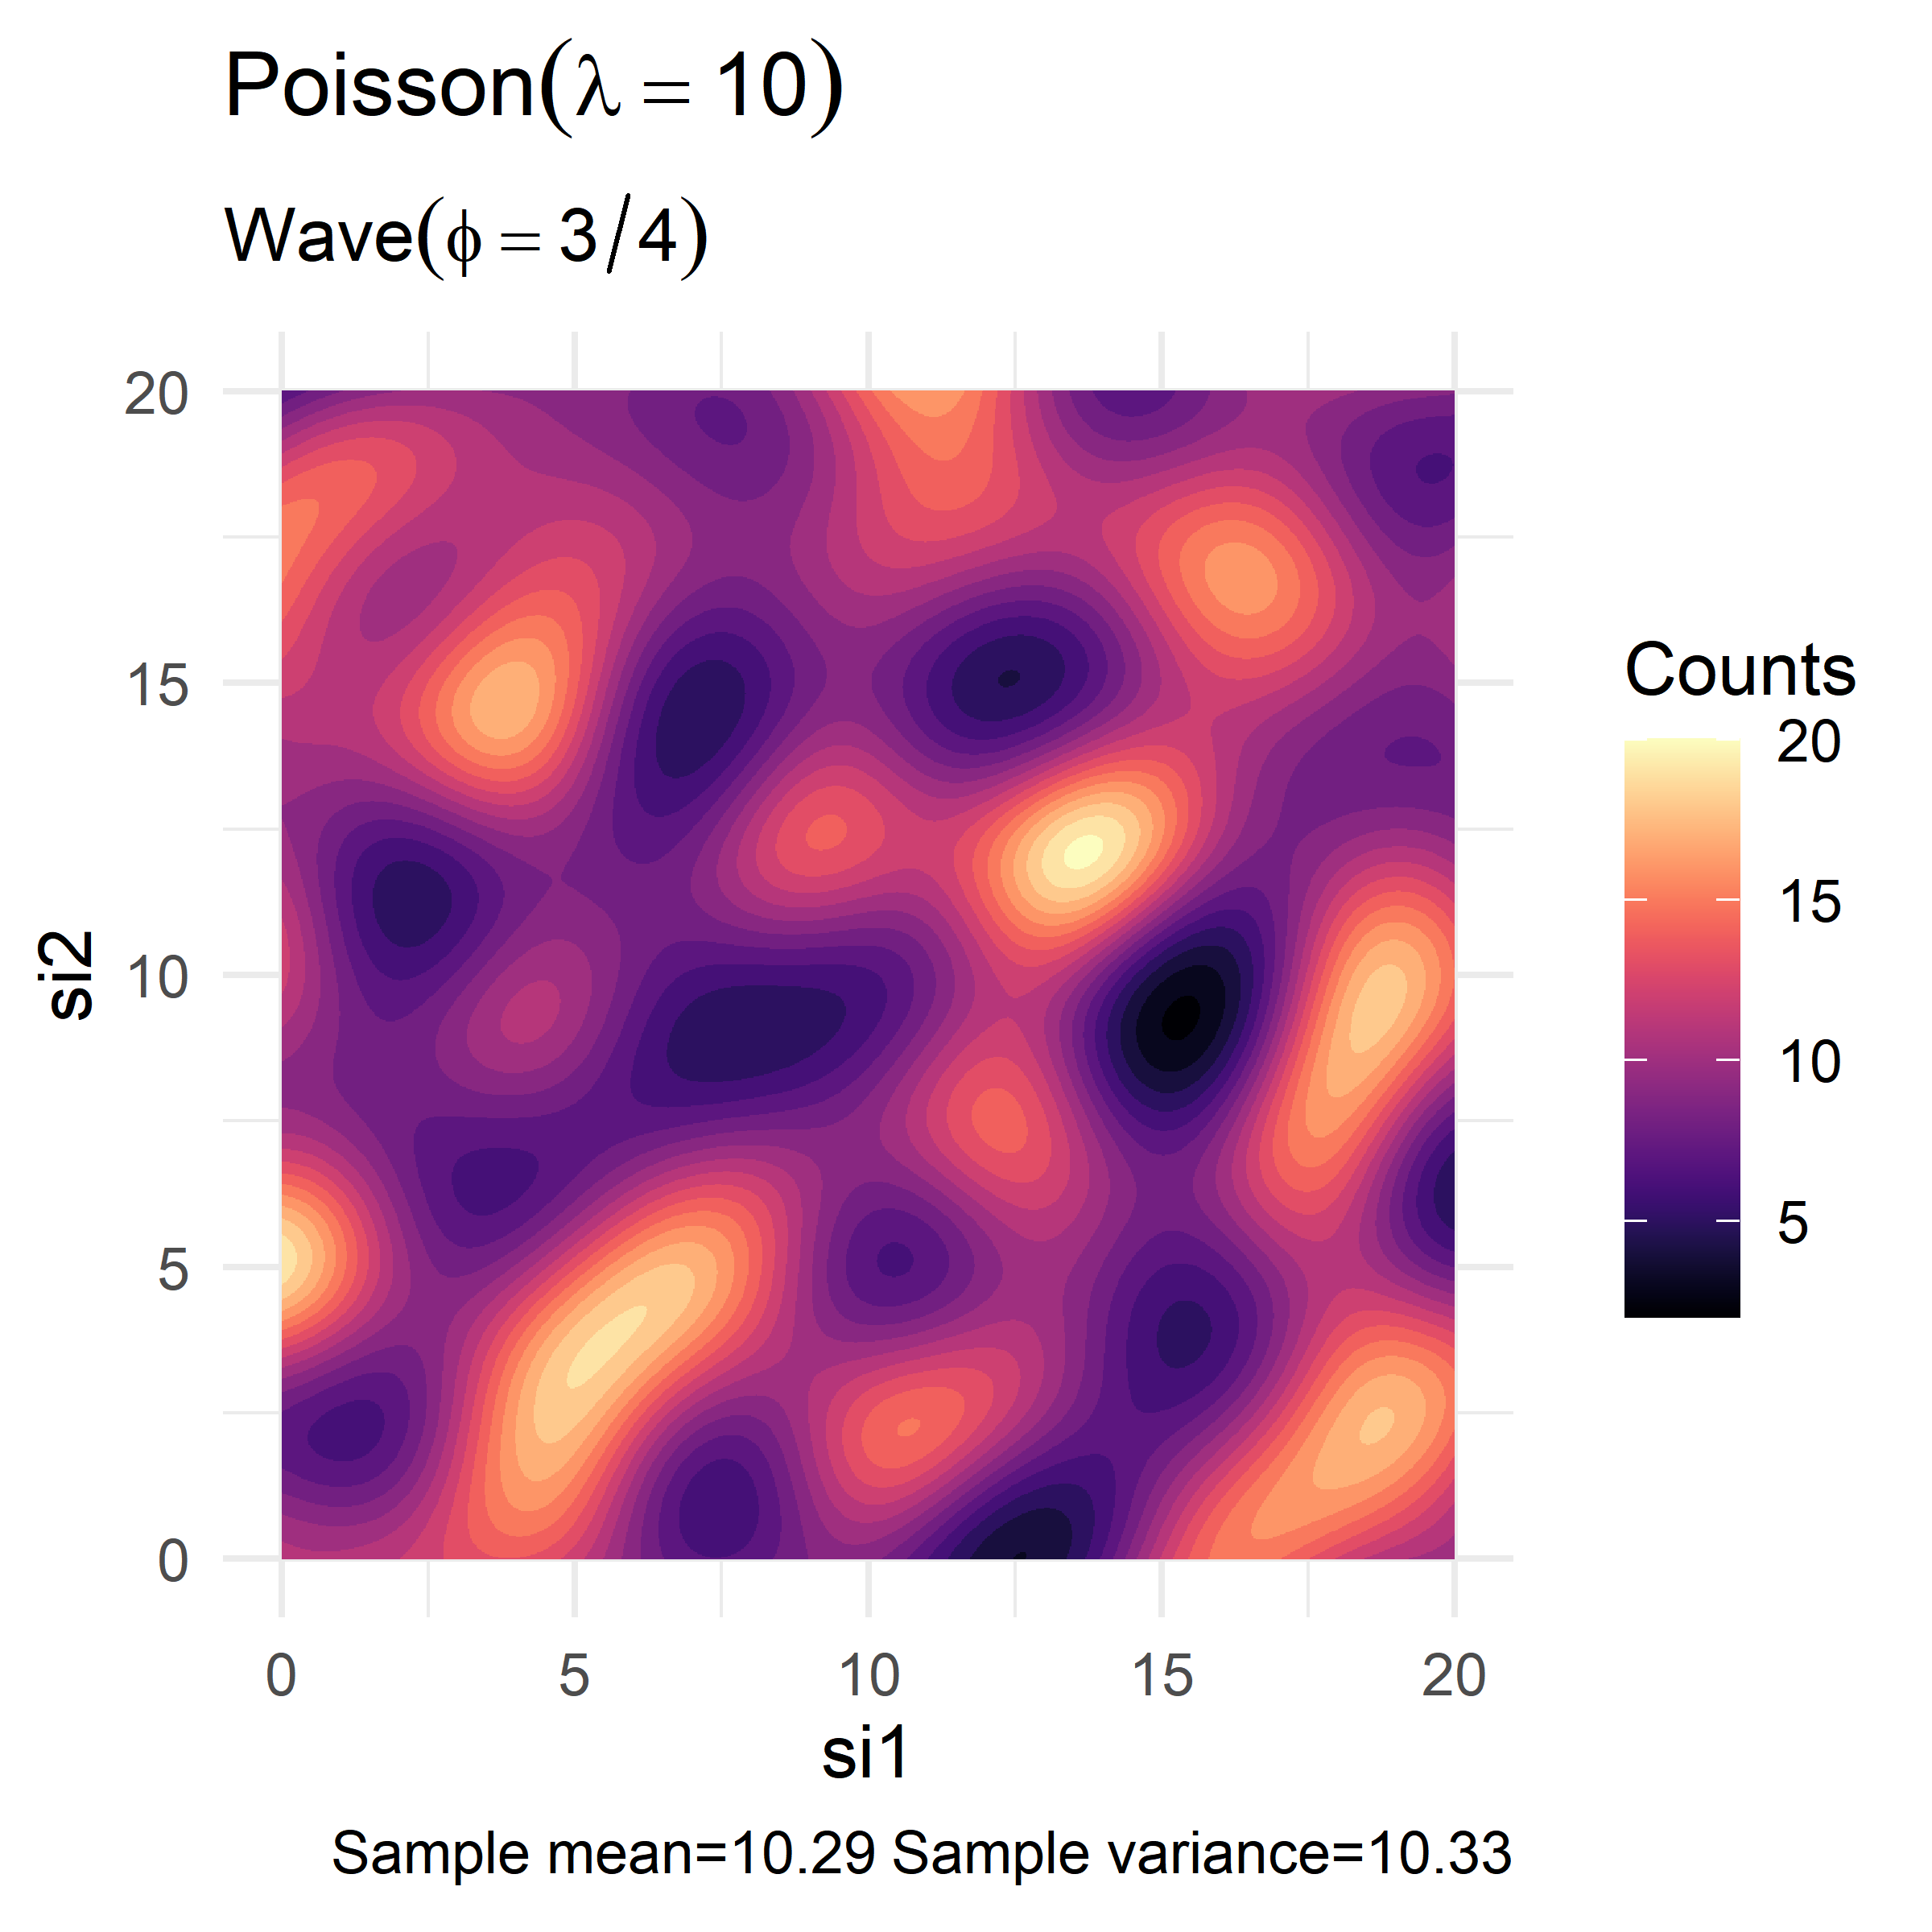 Poisson(λ = 10)
Wave(ϕ = 3/4)
20
15
10
5
0
si2
0 5 10 15 20
si1
Counts
20
15
10
5
Sample mean=10.29 Sample variance=10.33